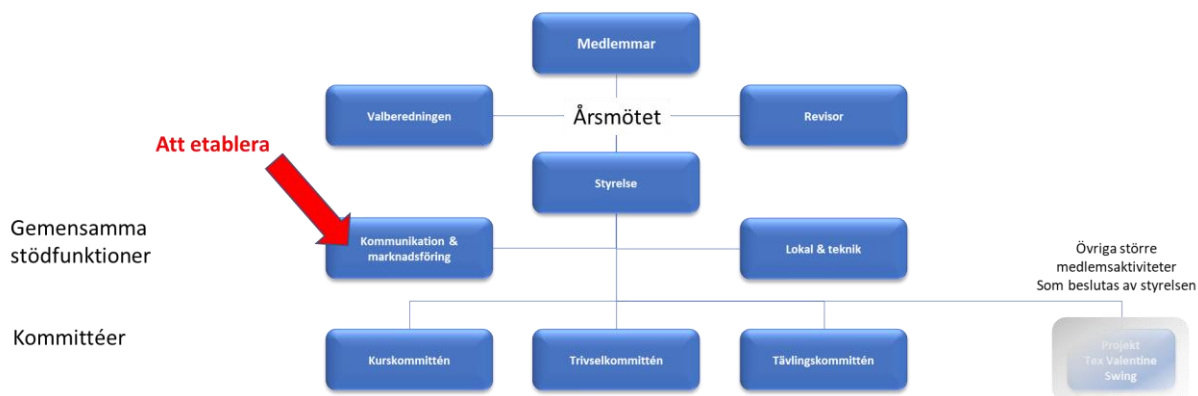 Medlemmar
Valberedningen
Årsmötet
Revisor
Att etablera
Styrelse
Gemensamma
stödfunktioner
Kommunikation &
marknadsföring
Lokal & teknik
Övriga större
medlemsaktiviteter
Som beslutas av styrelsen
Kommittéer
Kurskommittén
Trivselkommittén
Tävlingskommittén
Projekt
Tex Valentine
Swing